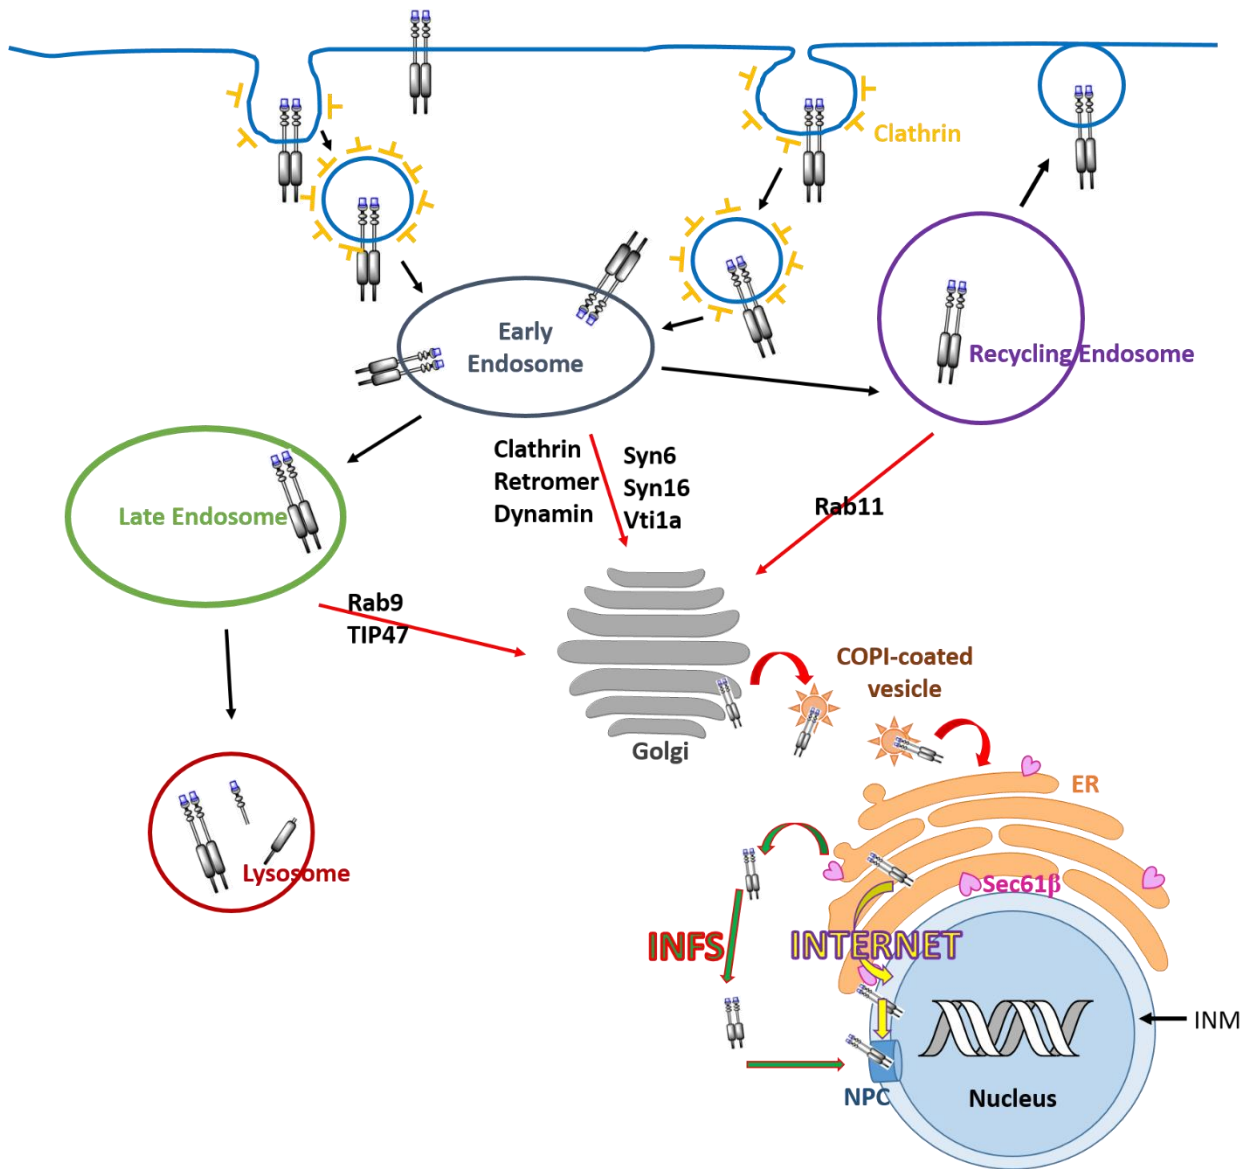 Clathrin
Early
Endosome
Recycling Endosome
Clathrin
Retromer
Dynamin
Syn6
Syn16
Vti1a
Rab11
Late Endosome
Rab9
TIP47
COPI-coated
vesicle
Golgi
ER
Lysosome
Sec61β
INFS
INTERNET
INM
NPC
Nucleus